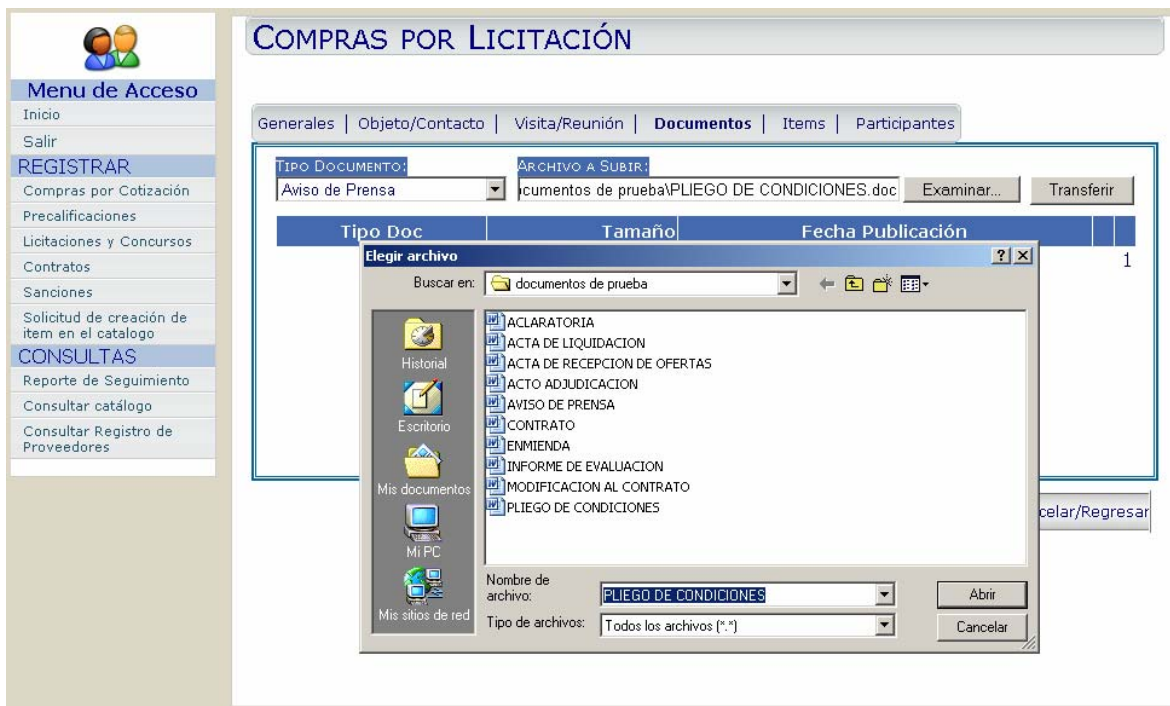 COMPRAS POR LICITACIÓN
Menu de Acceso
Inicio
Salir
REGISTRAR
Compras por Cotización
Precalificaciones
Licitaciones y Concursos
Contratos
Sanciones
Solicitud de creación de
item en el catalogo
CONSULTAS
Reporte de Seguimiento
Consultar catálogo
Consultar Registro de
Proveedores
Generales | Objeto/Contacto | Visita/Reunión | Documentos | Items | Participantes
TIPO DOCUMENTO: ARCHIVO A SUBIR:
Aviso de Prensa ocumentos de prueba\PLIEGO DE CONDICIONES.doc Examinar... Transferir
Tipo Doc Tamaño Fecha Publicación
1
Elegir archivo
Buscar en: documentos de prueba
Historial
Escritorio
Mis documentos
Mi PC
Mis sitios de red
ACLARATORIA
ACTA DE LIQUIDACION
ACTA DE RECEPCION DE OFERTAS
ACTO ADJUDICACION
AVISO DE PRENSA
CONTRATO
ENMIENDA
INFORME DE EVALUACION
MODIFICACION AL CONTRATO
PLIEGO DE CONDICIONES
Nombre de
archivo: PLIEGO DE CONDICIONES Abrir
Tipo de archivos: Todos los archivos (*.*) Cancelar
celar/Regresar